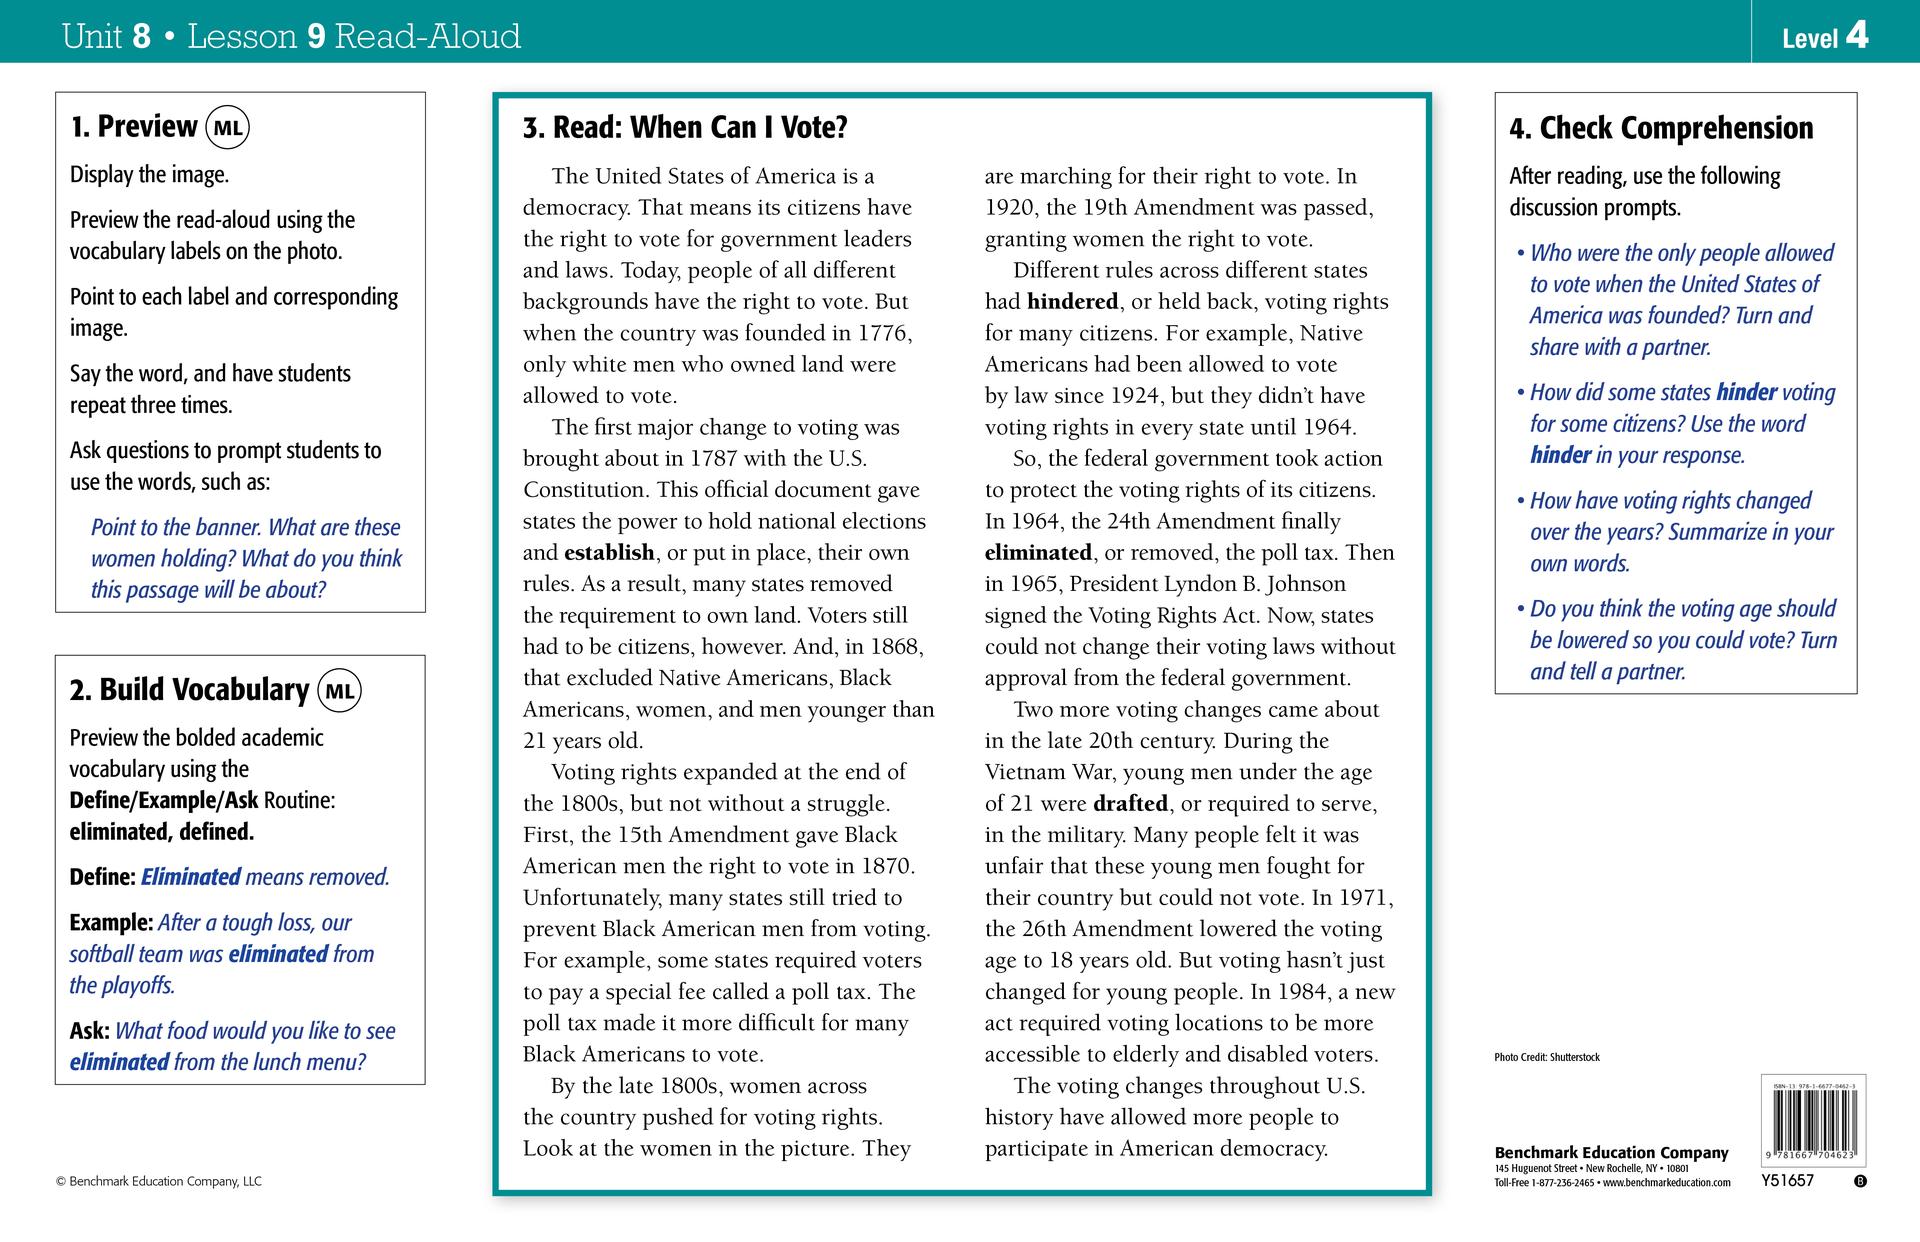 Unit 8 • Lesson 9 Read-Aloud
Level 4
1. Preview ML
Display the image.
Preview the read-aloud using the
vocabulary labels on the photo.
Point to each label and corresponding
image.
Say the word, and have students
repeat three times.
Ask questions to prompt students to
use the words, such as:
Point to the banner. What are these
women holding? What do you think
this passage will be about?
2. Build Vocabulary ML
Preview the bolded academic
vocabulary using the
Define/Example/Ask Routine:
eliminated, defined.
Define: Eliminated means removed.
Example: After a tough loss, our
softball team was eliminated from
the playoffs.
Ask: What food would you like to see
eliminated from the lunch menu?
© Benchmark Education Company, LLC
3. Read: When Can I Vote?
The United States of America is a
democracy. That means its citizens have
the right to vote for government leaders
and laws. Today, people of all different
backgrounds have the right to vote. But
when the country was founded in 1776,
only white men who owned land were
allowed to vote.
The first major change to voting was
brought about in 1787 with the U.S.
Constitution. This official document gave
states the power to hold national elections
and establish, or put in place, their own
rules. As a result, many states removed
the requirement to own land. Voters still
had to be citizens, however. And, in 1868,
that excluded Native Americans, Black
Americans, women, and men younger than
21 years old.
Voting rights expanded at the end of
the 1800s, but not without a struggle.
First, the 15th Amendment gave Black
American men the right to vote in 1870.
Unfortunately, many states still tried to
prevent Black American men from voting.
For example, some states required voters
to pay a special fee called a poll tax. The
poll tax made it more difficult for many
Black Americans to vote.
By the late 1800s, women across
the country pushed for voting rights.
Look at the women in the picture. They
are marching for their right to vote. In
1920, the 19th Amendment was passed,
granting women the right to vote.
Different rules across different states
had hindered, or held back, voting rights
for many citizens. For example, Native
Americans had been allowed to vote
by law since 1924, but they didn't have
voting rights in every state until 1964.
So, the federal government took action
to protect the voting rights of its citizens.
In 1964, the 24th Amendment finally
eliminated, or removed, the poll tax. Then
in 1965, President Lyndon B. Johnson
signed the Voting Rights Act. Now, states
could not change their voting laws without
approval from the federal government.
Two more voting changes came about
in the late 20th century. During the
Vietnam War, young men under the age
of 21 were drafted, or required to serve,
in the military. Many people felt it was
unfair that these young men fought for
their country but could not vote. In 1971,
the 26th Amendment lowered the voting
age to 18 years old. But voting hasn't just
changed for young people. In 1984, a new
act required voting locations to be more
accessible to elderly and disabled voters.
The voting changes throughout U.S.
history have allowed more people to
participate in American democracy.
4. Check Comprehension
After reading, use the following
discussion prompts.
• Who were the only people allowed
to vote when the United States of
America was founded? Turn and
share with a partner.
• How did some states hinder voting
for some citizens? Use the word
hinder in your response.
• How have voting rights changed
over the years? Summarize in your
own words.
• Do you think the voting age should
be lowered so you could vote? Turn
and tell a partner.
Photo Credit: Shutterstock
Benchmark Education Company
145 Huguenot Street • New Rochelle, NY • 10801
Toll-Free 1-877-236-2465 • www.benchmarkeducation.com
ISBN-13 978-1-6677-0462-3
9 781667 704623
Y51657
B